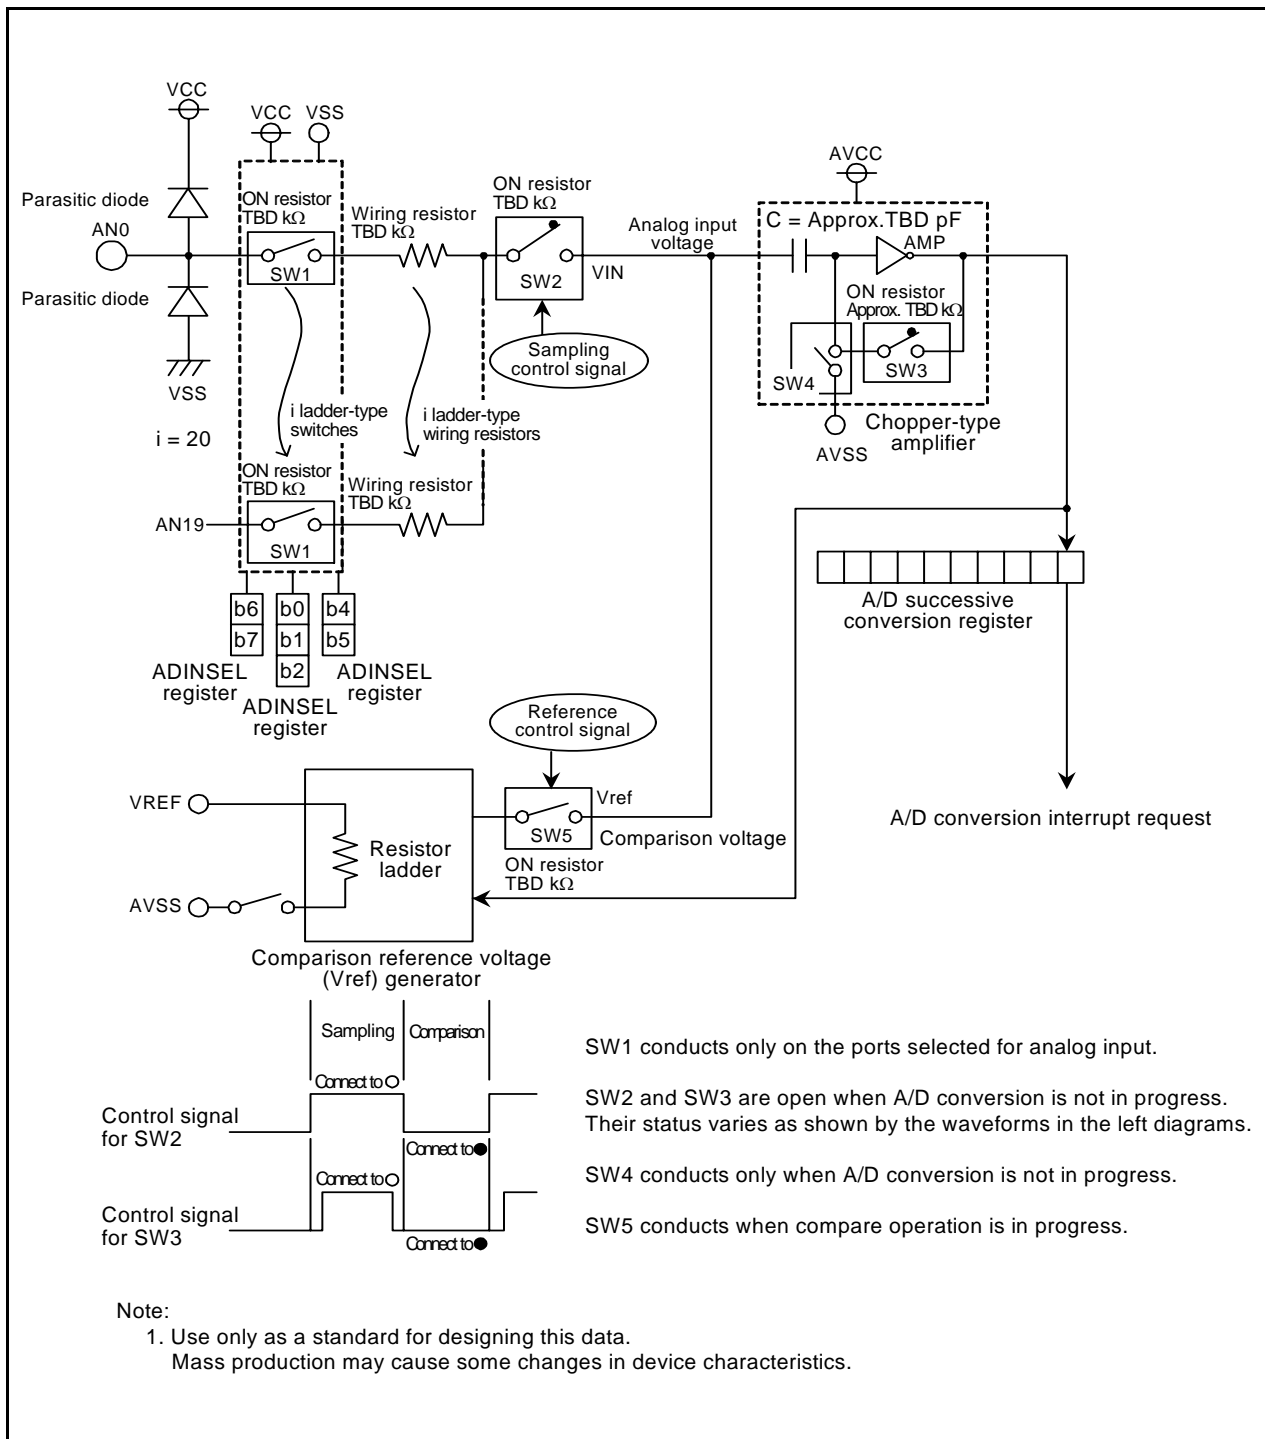 VCC
VCC VSS
AVCC
Parasitic diode
AN0
Parasitic diode
VSS
i = 20
ON resistor
TBD kΩ
SW1
Wiring resistor
TBD kΩ
ON resistor
TBD kΩ
SW2
VIN
Sampling
control signal
Analog input
voltage
C = Approx.TBD pF
AMP
ON resistor
Approx. TBD kΩ
SW3
SW4
AVSS
Chopper-type
amplifier
i ladder-type
switches
i ladder-type
wiring resistors
ON resistor
TBD kΩ
Wiring resistor
TBD kΩ
AN19
SW1
b6 b0 b4
b7 b1 b5
b2
ADINSEL
register
ADINSEL
register
ADINSEL
register
A/D successive
conversion register
A/D conversion interrupt request
Reference
control signal
VREF
AVSS
Resistor
ladder
Vref
SW5
Comparison voltage
ON resistor
TBD kΩ
Comparison reference voltage
(Vref) generator
Sampling Comparison
Connect to
Control signal
for SW2
Connect to
Connect to
Control signal
for SW3
Connect to
SW1 conducts only on the ports selected for analog input.
SW2 and SW3 are open when A/D conversion is not in progress.
Their status varies as shown by the waveforms in the left diagrams.
SW4 conducts only when A/D conversion is not in progress.
SW5 conducts when compare operation is in progress.
Note:
1. Use only as a standard for designing this data.
Mass production may cause some changes in device characteristics.